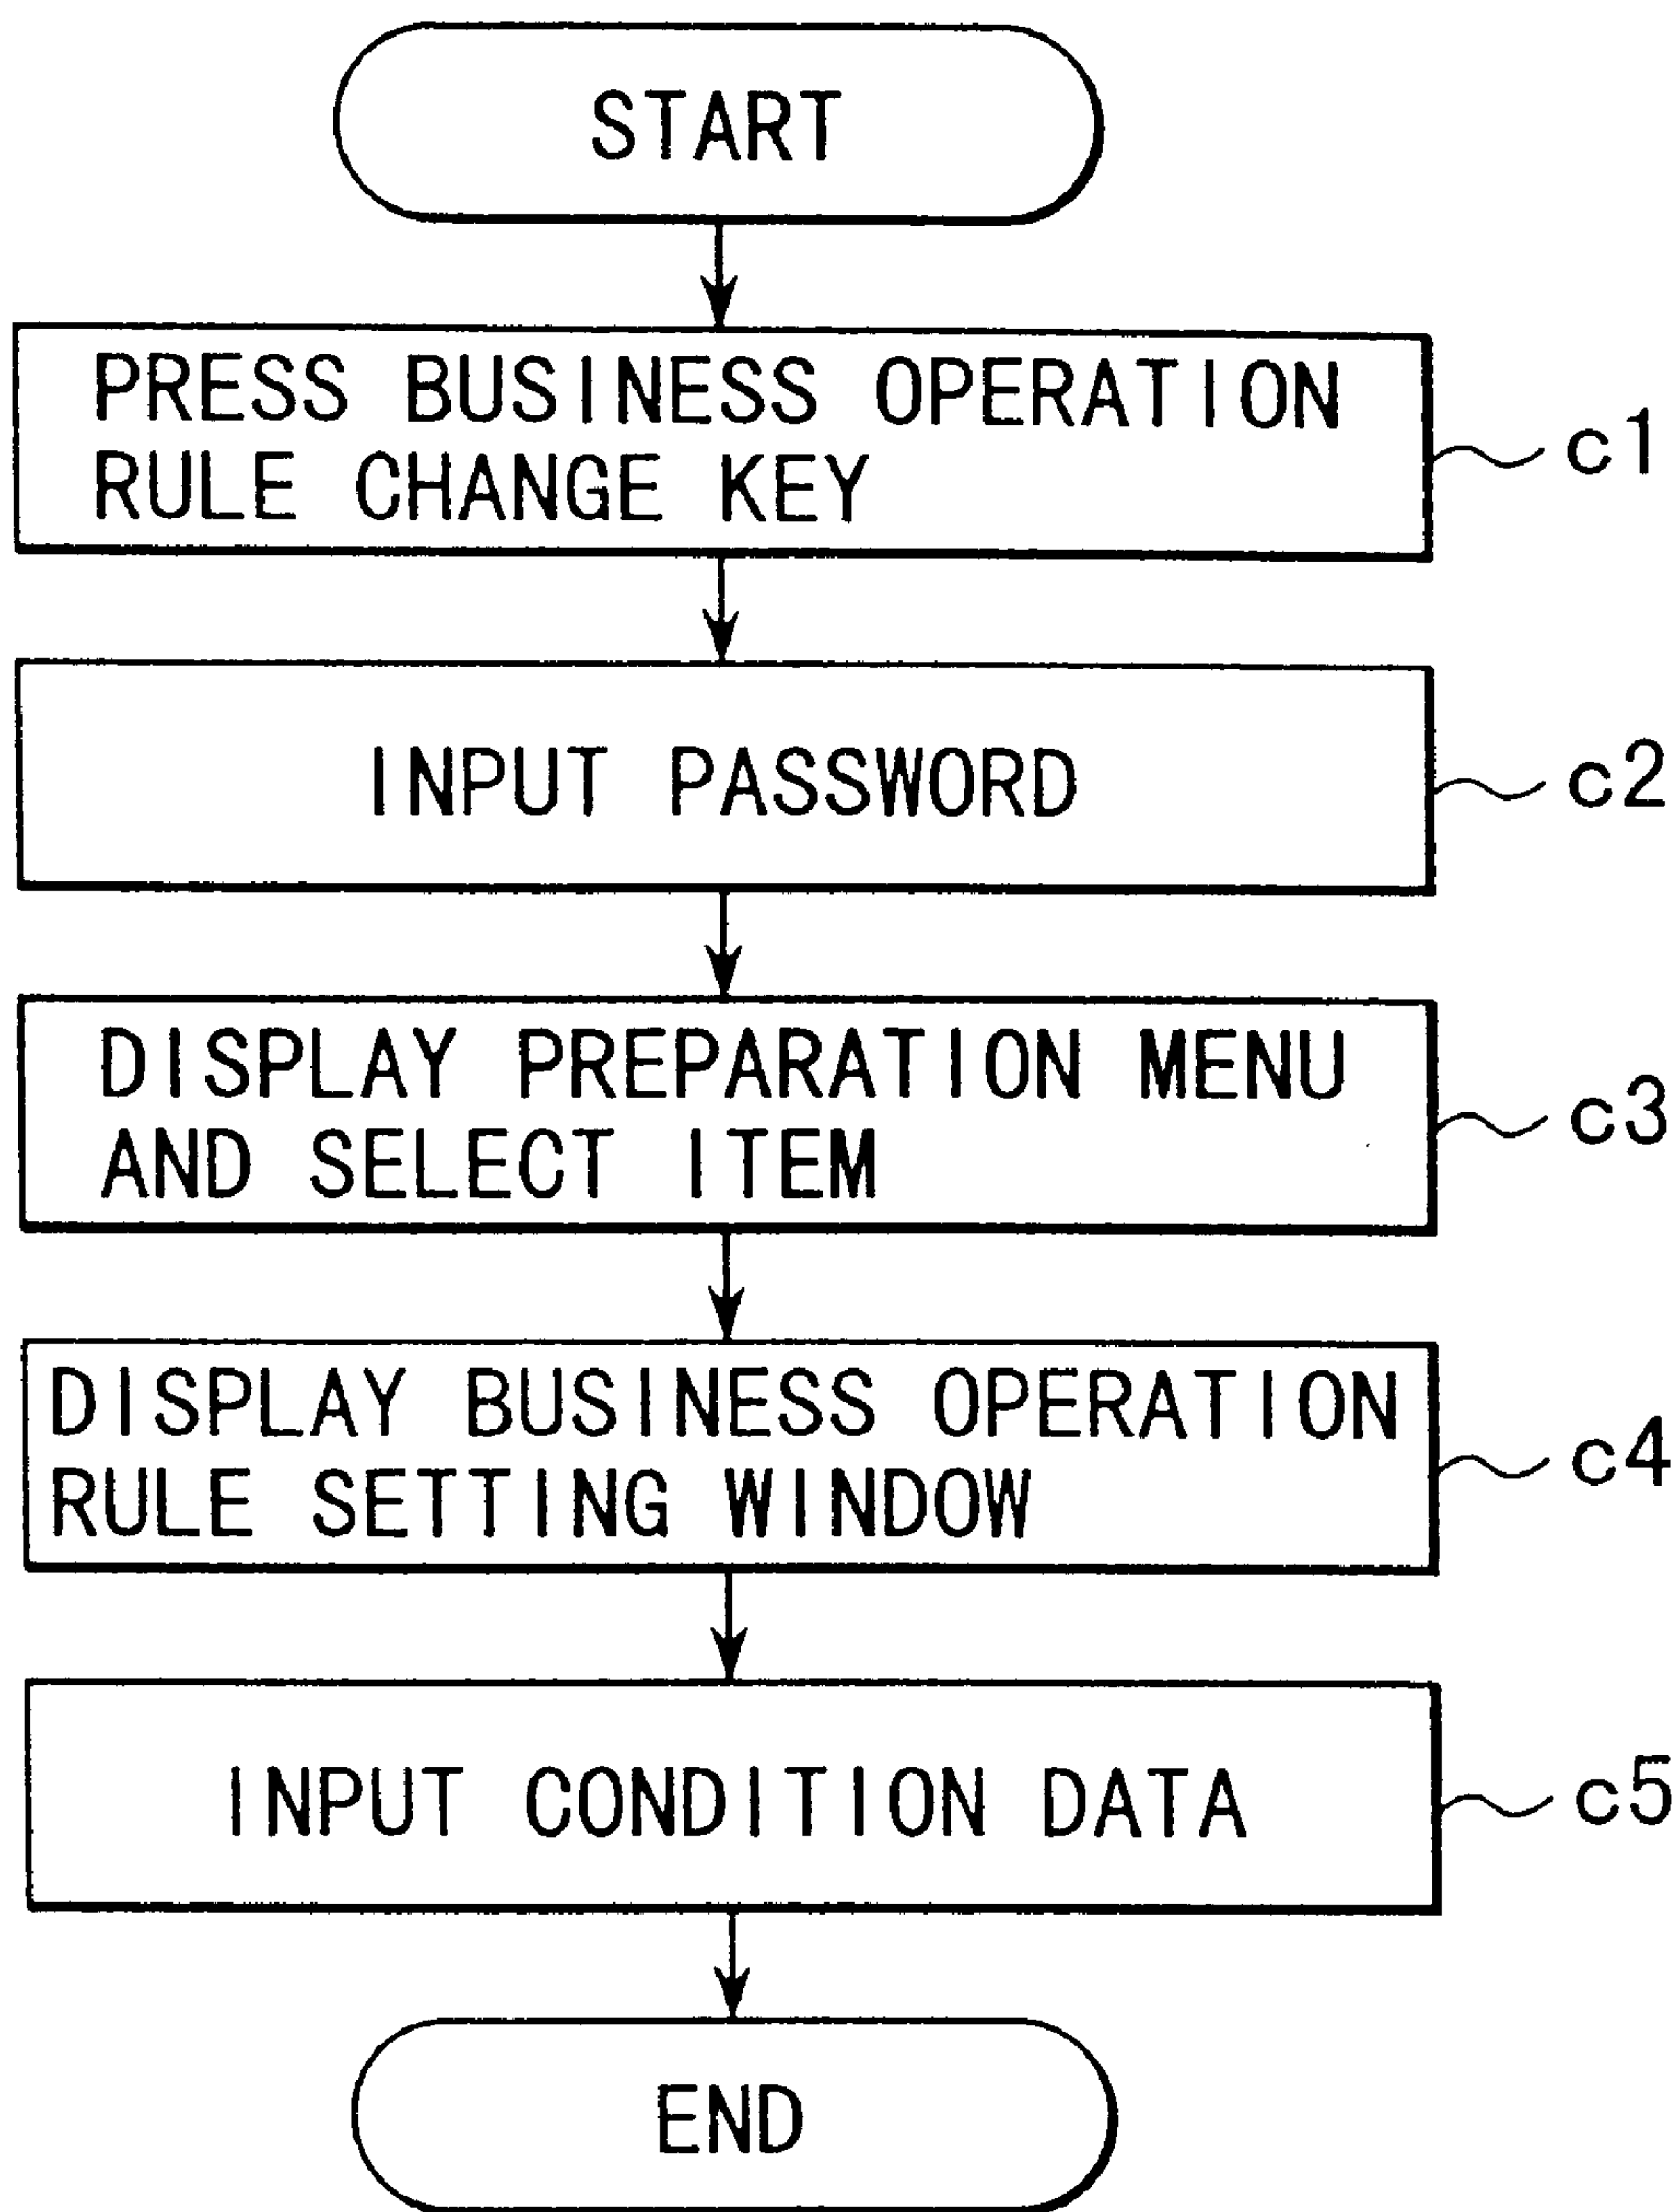 START
PRESS BUSINESS OPERATION
RULE CHANGE KEY
c1
INPUT PASSWORD
c2
DISPLAY PREPARATION MENU
AND SELECT ITEM
c3
DISPLAY BUSINESS OPERATION
RULE SETTING WINDOW
c4
INPUT CONDITION DATA
c5
END